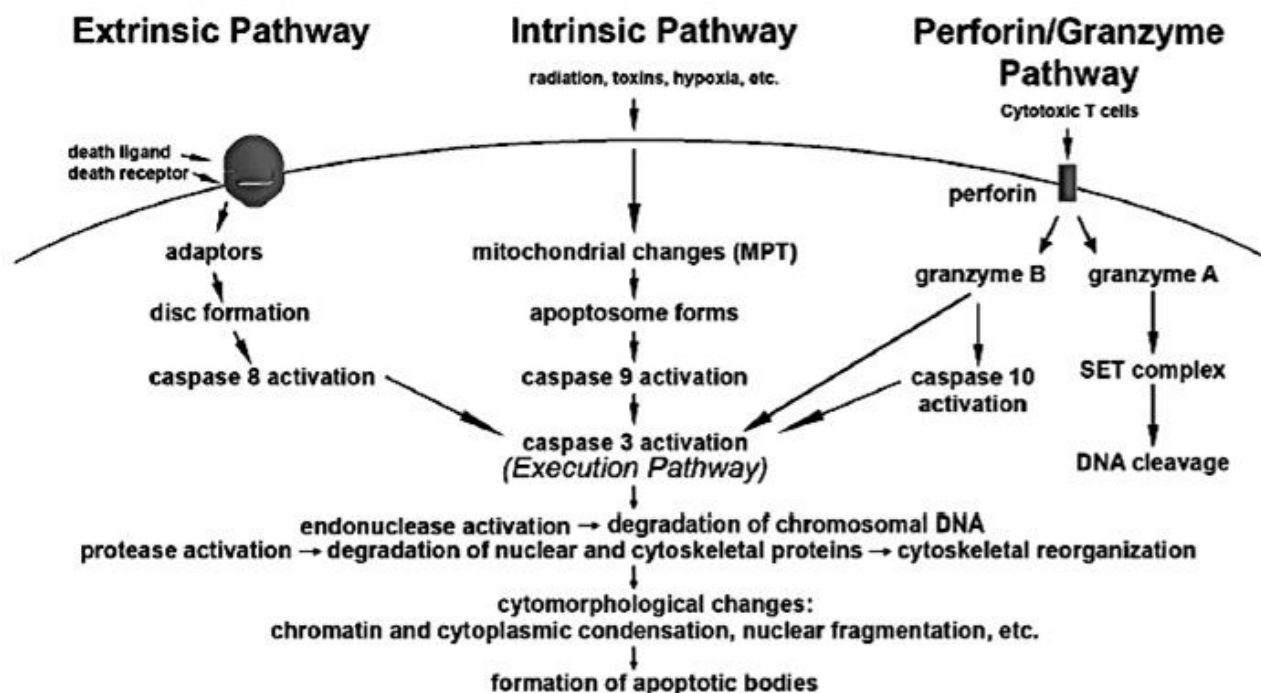 Extrinsic Pathway
Intrinsic Pathway
Perforin/Granzyme
Pathway
radiation, toxins, hypoxia, etc.
Cytotoxic T cells
death ligand
death receptor
perforin
adaptors
mitochondrial changes (MPT)
granzyme B
granzyme A
disc formation
apoptosome forms
caspase 8 activation
caspase 9 activation
caspase 10
activation
SET complex
caspase 3 activation
(Execution Pathway)
DNA cleavage
endonuclease activation → degradation of chromosomal DNA
protease activation → degradation of nuclear and cytoskeletal proteins → cytoskeletal reorganization
cytomorphological changes:
chromatin and cytoplasmic condensation, nuclear fragmentation, etc.
formation of apoptotic bodies